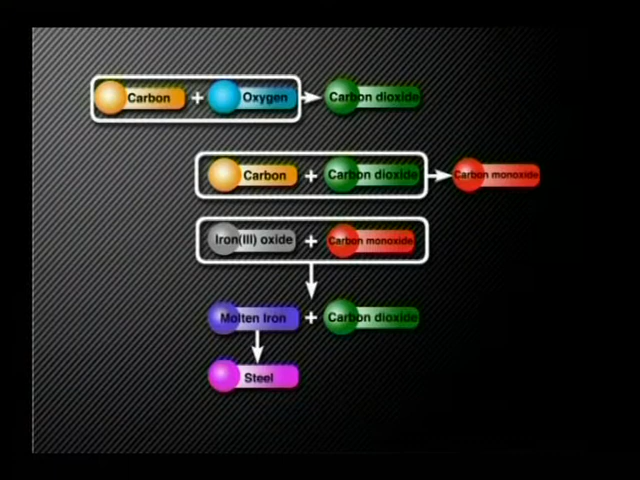 Carbon + Oxygen Carbon dioxide
Carbon + Carbon dioxide Carbon monoxide
Iron(III) oxide + Carbon monoxide
Molten Iron + Carbon dioxide
Steel